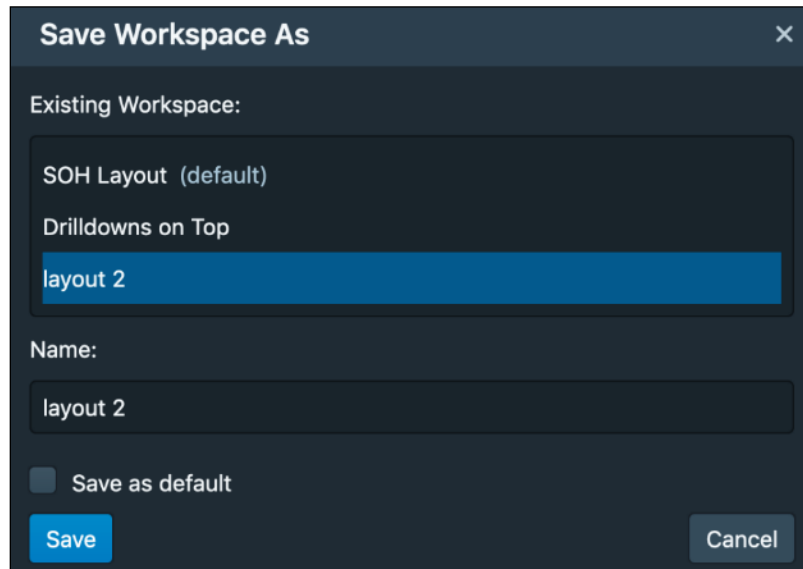 Save Workspace As
Existing Workspace:
SOH Layout (default)
Drilldowns on Top
layout 2
Name:
layout 2
Save as default
Save Cancel